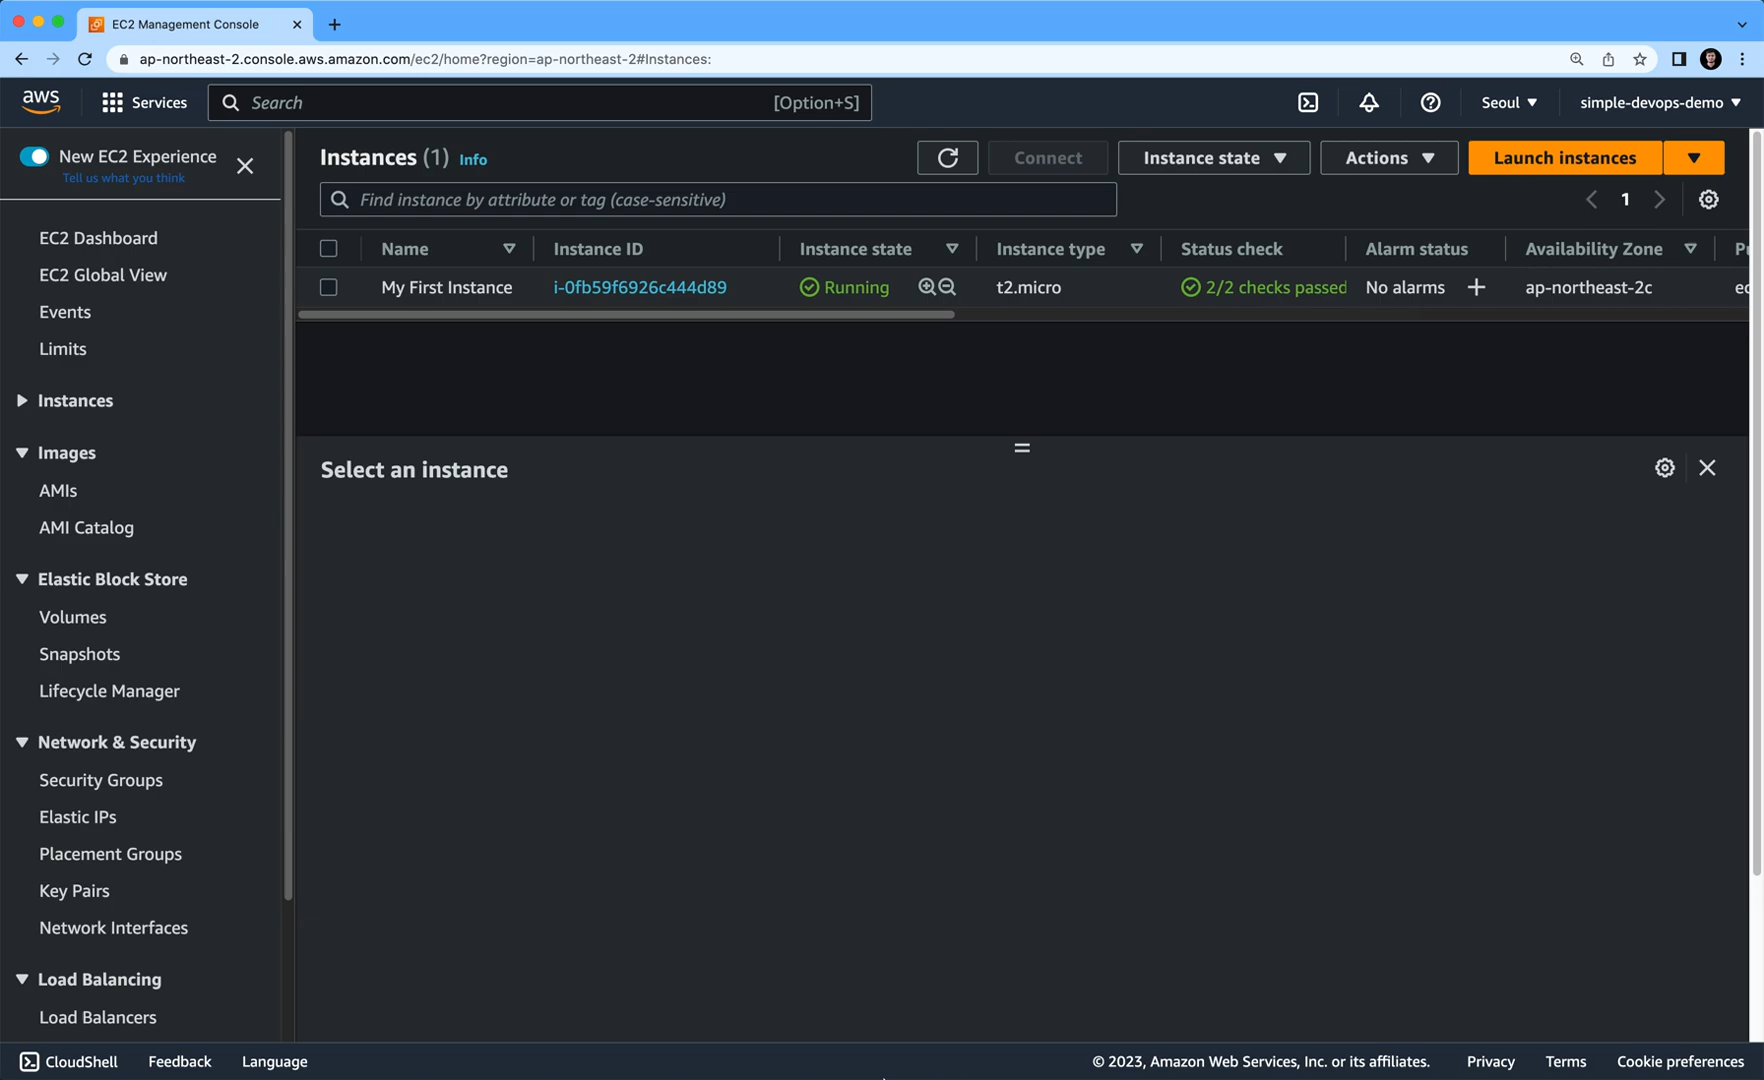 EC2 Management Console
ap-northeast-2.console.aws.amazon.com/ec2/home?region=ap-northeast-2#Instances:
aws Services Search [Option+S] Seoul simple-devops-demo
New EC2 Experience
Tell us what you think
EC2 Dashboard
EC2 Global View
Events
Limits
Instances
Images
AMIs
AMI Catalog
Elastic Block Store
Volumes
Snapshots
Lifecycle Manager
Network & Security
Security Groups
Elastic IPs
Placement Groups
Key Pairs
Network Interfaces
Load Balancing
Load Balancers
Instances (1) Info Connect Instance state Actions Launch instances
Find instance by attribute or tag (case-sensitive) 1
Name Instance ID Instance state Instance type Status check Alarm status Availability Zone
My First Instance i-0fb59f6926c444d89 Running t2.micro 2/2 checks passed No alarms ap-northeast-2c
Select an instance
CloudShell Feedback Language © 2023, Amazon Web Services, Inc. or its affiliates. Privacy Terms Cookie preferences